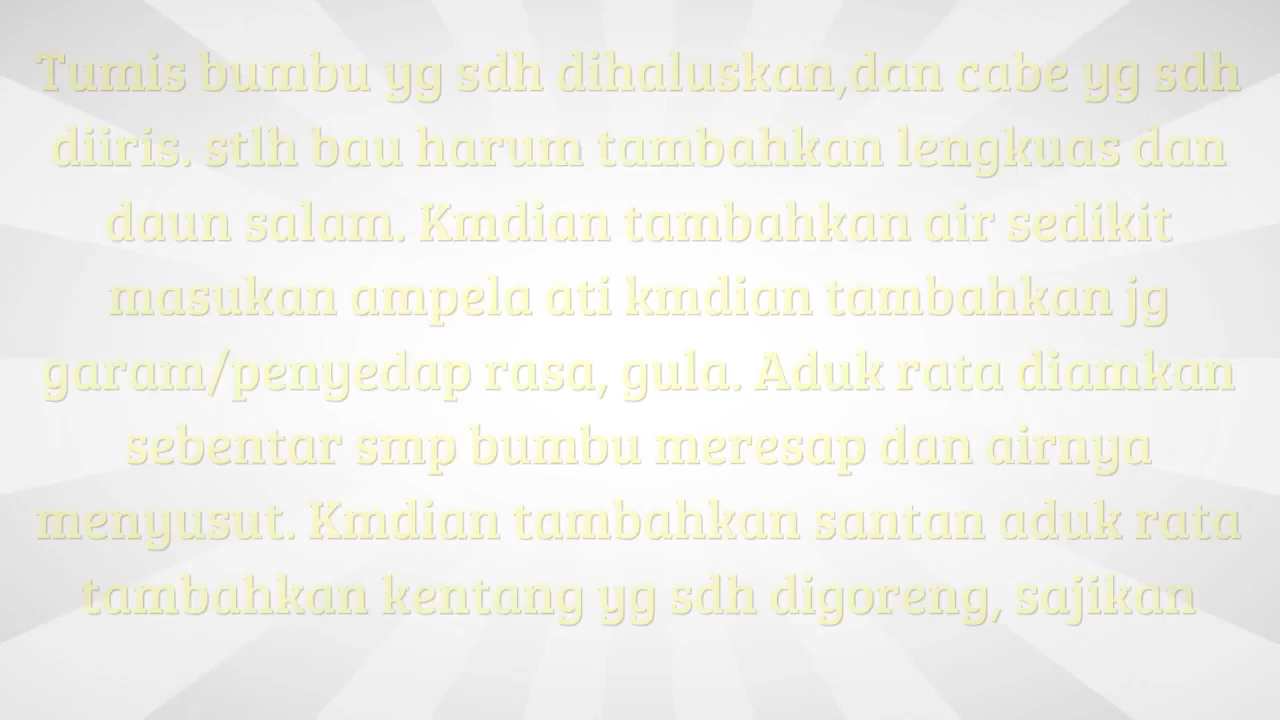 Tumis bumbu yg sdh dihaluskan,dan cabe yg sdh
diiris. stlh bau harum tambahkan lengkuas dan
daun salam. Kmdian tambahkan air sedikit
masukan ampela ati kmdian tambahkan jg
garam/penyedap rasa, gula. Aduk rata diamkan
sebentar smp bumbu meresap dan airnya
menyusut. Kmdian tambahkan santan aduk rata
tambahkan kentang yg sdh digoreng, sajikan